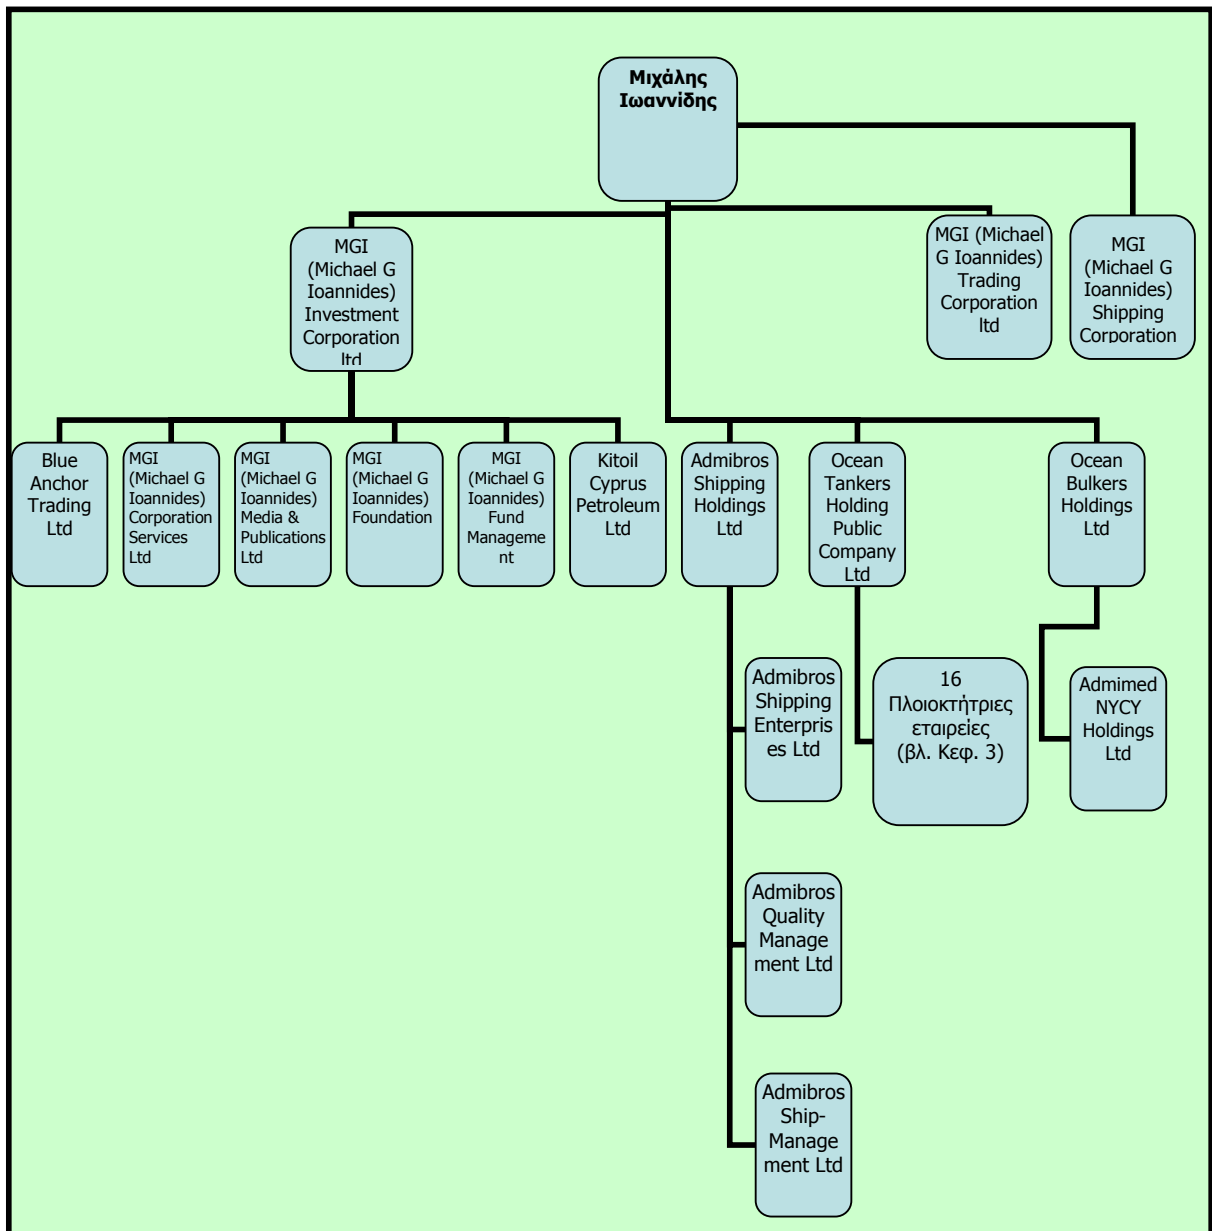 Μιχάλης
Ιωαννίδης
MGI
(Michael G
Ioannides)
Investment
Corporation
ltd
MGI (Michael
G Ioannides)
Trading
Corporation
ltd
MGI
(Michael G
Ioannides)
Shipping
Corporation
Blue
Anchor
Trading
Ltd
MGI
(Michael G
Ioannides)
Corporation
Services
Ltd
MGI
(Michael G
Ioannides)
Media &
Publications
Ltd
MGI
(Michael G
Ioannides)
Foundation
MGI
(Michael G
Ioannides)
Fund
Manageme
nt
Kitoil
Cyprus
Petroleum
Ltd
Admibros
Shipping
Holdings
Ltd
Ocean
Tankers
Holding
Public
Company
Ltd
Ocean
Bulkers
Holdings
Ltd
Admibros
Shipping
Enterpris
es Ltd
16
Πλοιοκτήτριες
εταιρείες
(βλ. Κεφ. 3)
Admimed
NYCY
Holdings
Ltd
Admibros
Quality
Manage
ment Ltd
Admibros
Ship-
Manage
ment Ltd